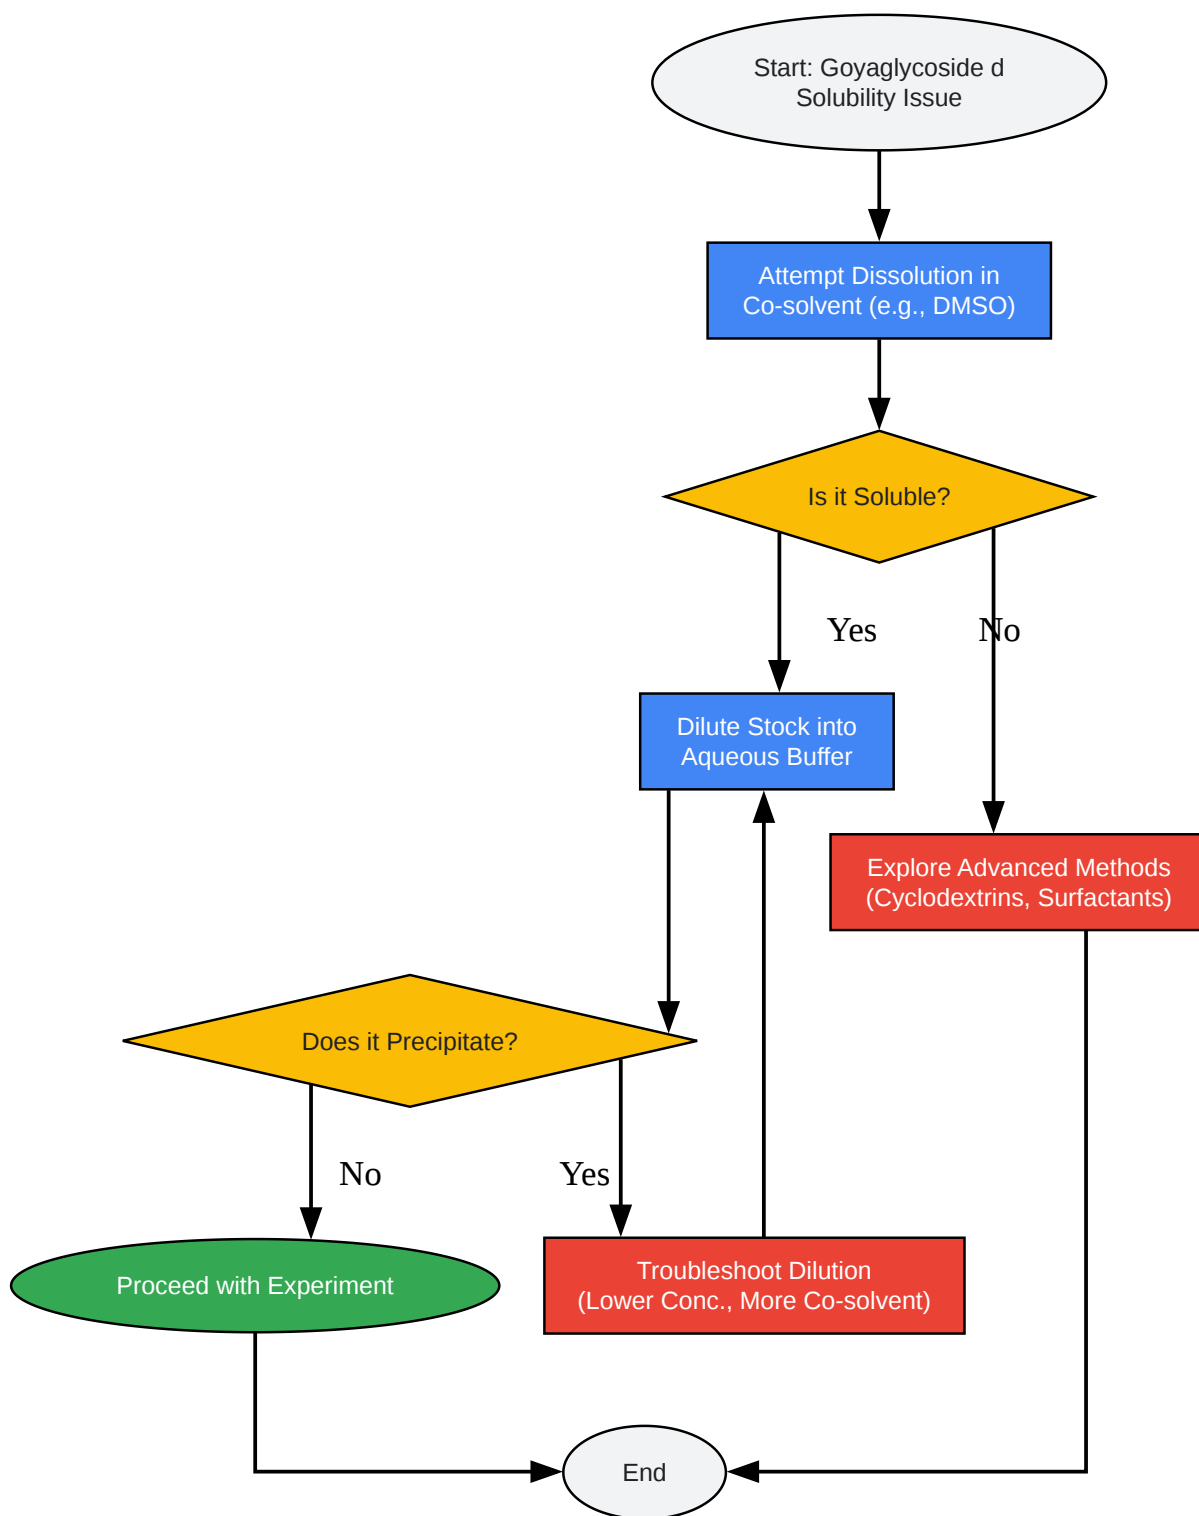 Start: Goyaglycoside d
Solubility Issue
Attempt Dissolution in
Co-solvent (e.g., DMSO)
Is it Soluble?
Yes
No
Dilute Stock into
Aqueous Buffer
Explore Advanced Methods
(Cyclodextrins, Surfactants)
Does it Precipitate?
No
Yes
Proceed with Experiment
Troubleshoot Dilution
(Lower Conc., More Co-solvent)
End